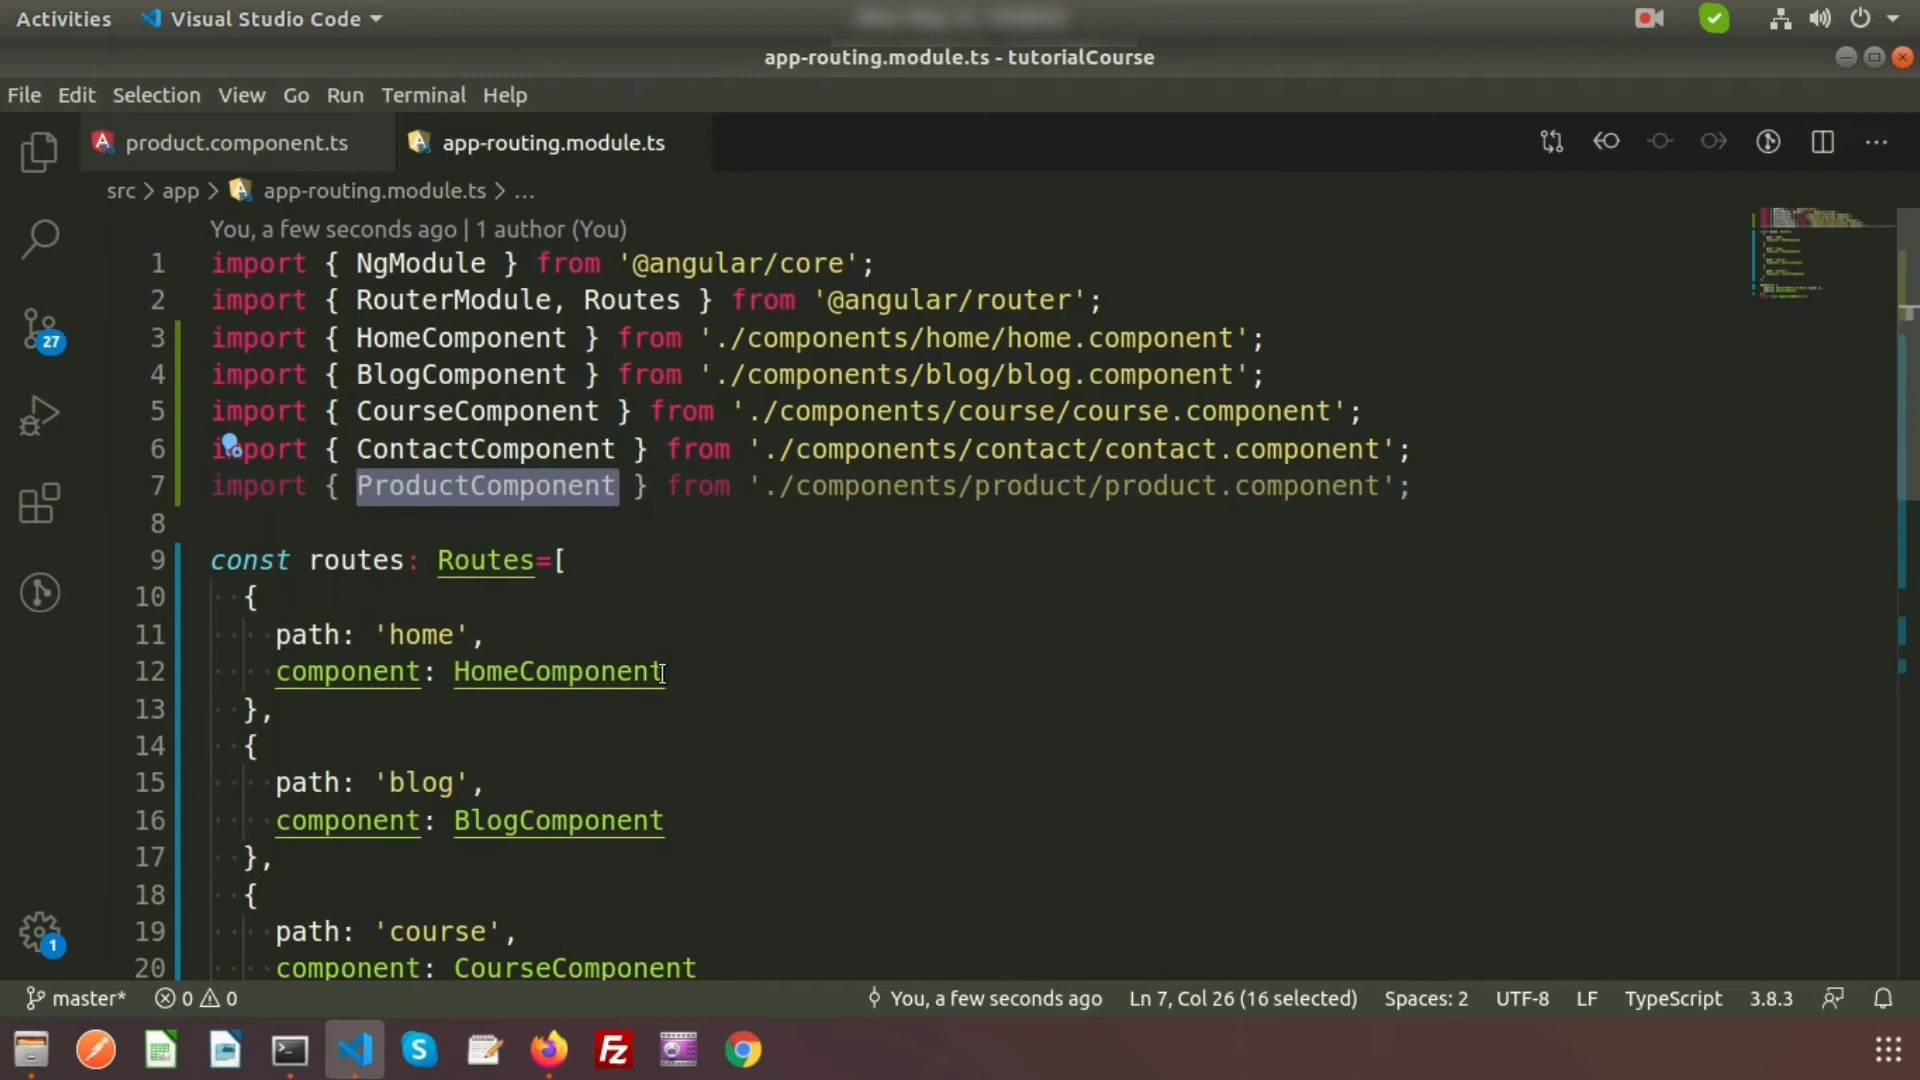 Activities Visual Studio Code
app-routing.module.ts - tutorialCourse
File Edit Selection View Go Run Terminal Help
product.component.ts app-routing.module.ts
src > app > app-routing.module.ts > ...
You, a few seconds ago | 1 author (You)
1 import { NgModule } from '@angular/core';
2 import { RouterModule, Routes } from '@angular/router';
3 import { HomeComponent } from './components/home/home.component';
4 import { BlogComponent } from './components/blog/blog.component';
5 import { CourseComponent } from './components/course/course.component';
6 import { ContactComponent } from './components/contact/contact.component';
7 import { ProductComponent } from './components/product/product.component';
8
9 const routes: Routes=[
10 {
11 path: 'home',
12 component: HomeComponent
13 },
14 {
15 path: 'blog',
16 component: BlogComponent
17 },
18 {
19 path: 'course',
20 component: CourseComponent
27
1
master* 0 0 You, a few seconds ago Ln 7, Col 26 (16 selected) Spaces: 2 UTF-8 LF TypeScript 3.8.3
S Fz